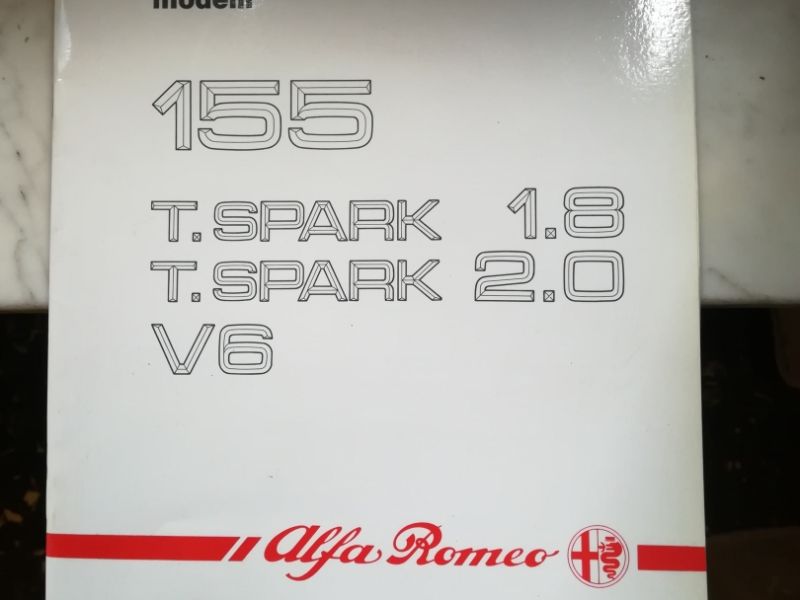 modelli
155
T.SPARK 1.8
T.SPARK 2.0
V6
Alfa Romeo